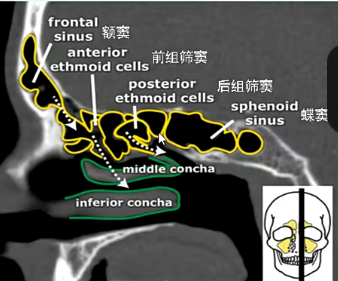 frontal
sinus 额窦
anterior
ethmoid cells 前组筛窦
posterior
ethmoid cells 后组筛窦
sphenoid
sinus 蝶窦
middle concha
inferior concha